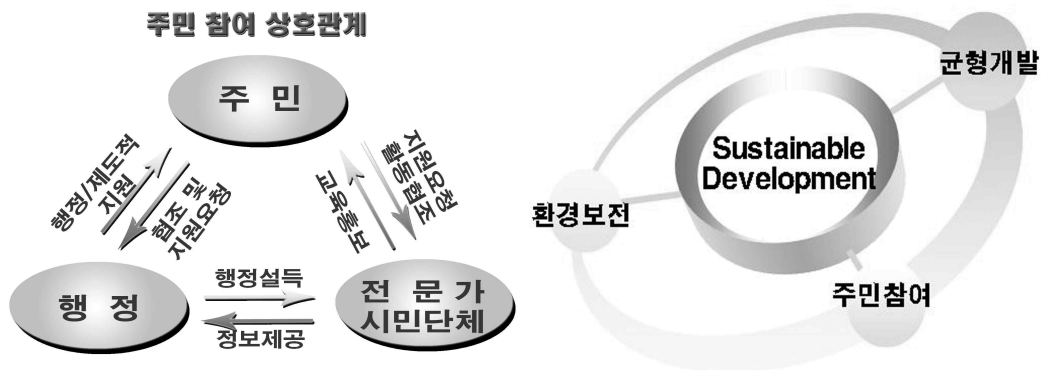 주민 참여 상호관계
주 민
행정/제도적
지원
협조 및
지원요청
지원요청
활동협조
교육홍보
행 정
행정설득
정보제공
전 문 가
시민단체
균형개발
Sustainable
Development
환경보전
주민참여